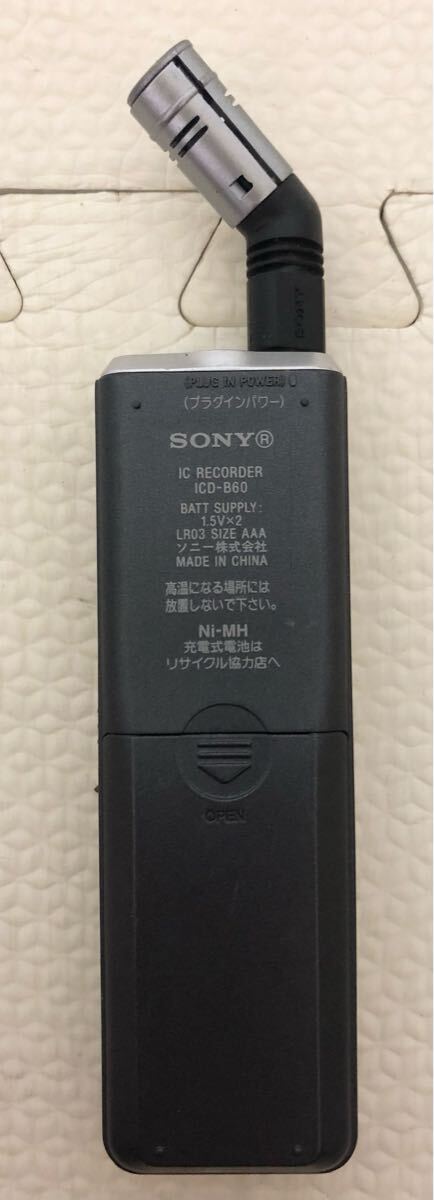 SONY
(PLUG IN POWER)
(プラグインパワー)
SONY®
IC RECORDER
ICD-B60
BATT SUPPLY:
1.5V×2
LR03 SIZE AAA
ソニー株式会社
MADE IN CHINA
高温になる場所には
放置しないで下さい。
Ni-MH
充電式電池は
リサイクル協力店へ
OPEN